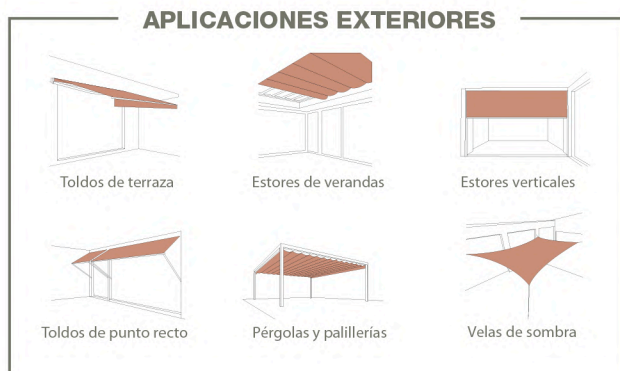 APLICACIONES EXTERIORES
Toldos de terraza
Estores de verandas
Estores verticales
Toldos de punto recto
Pérgolas y palillerías
Velas de sombra